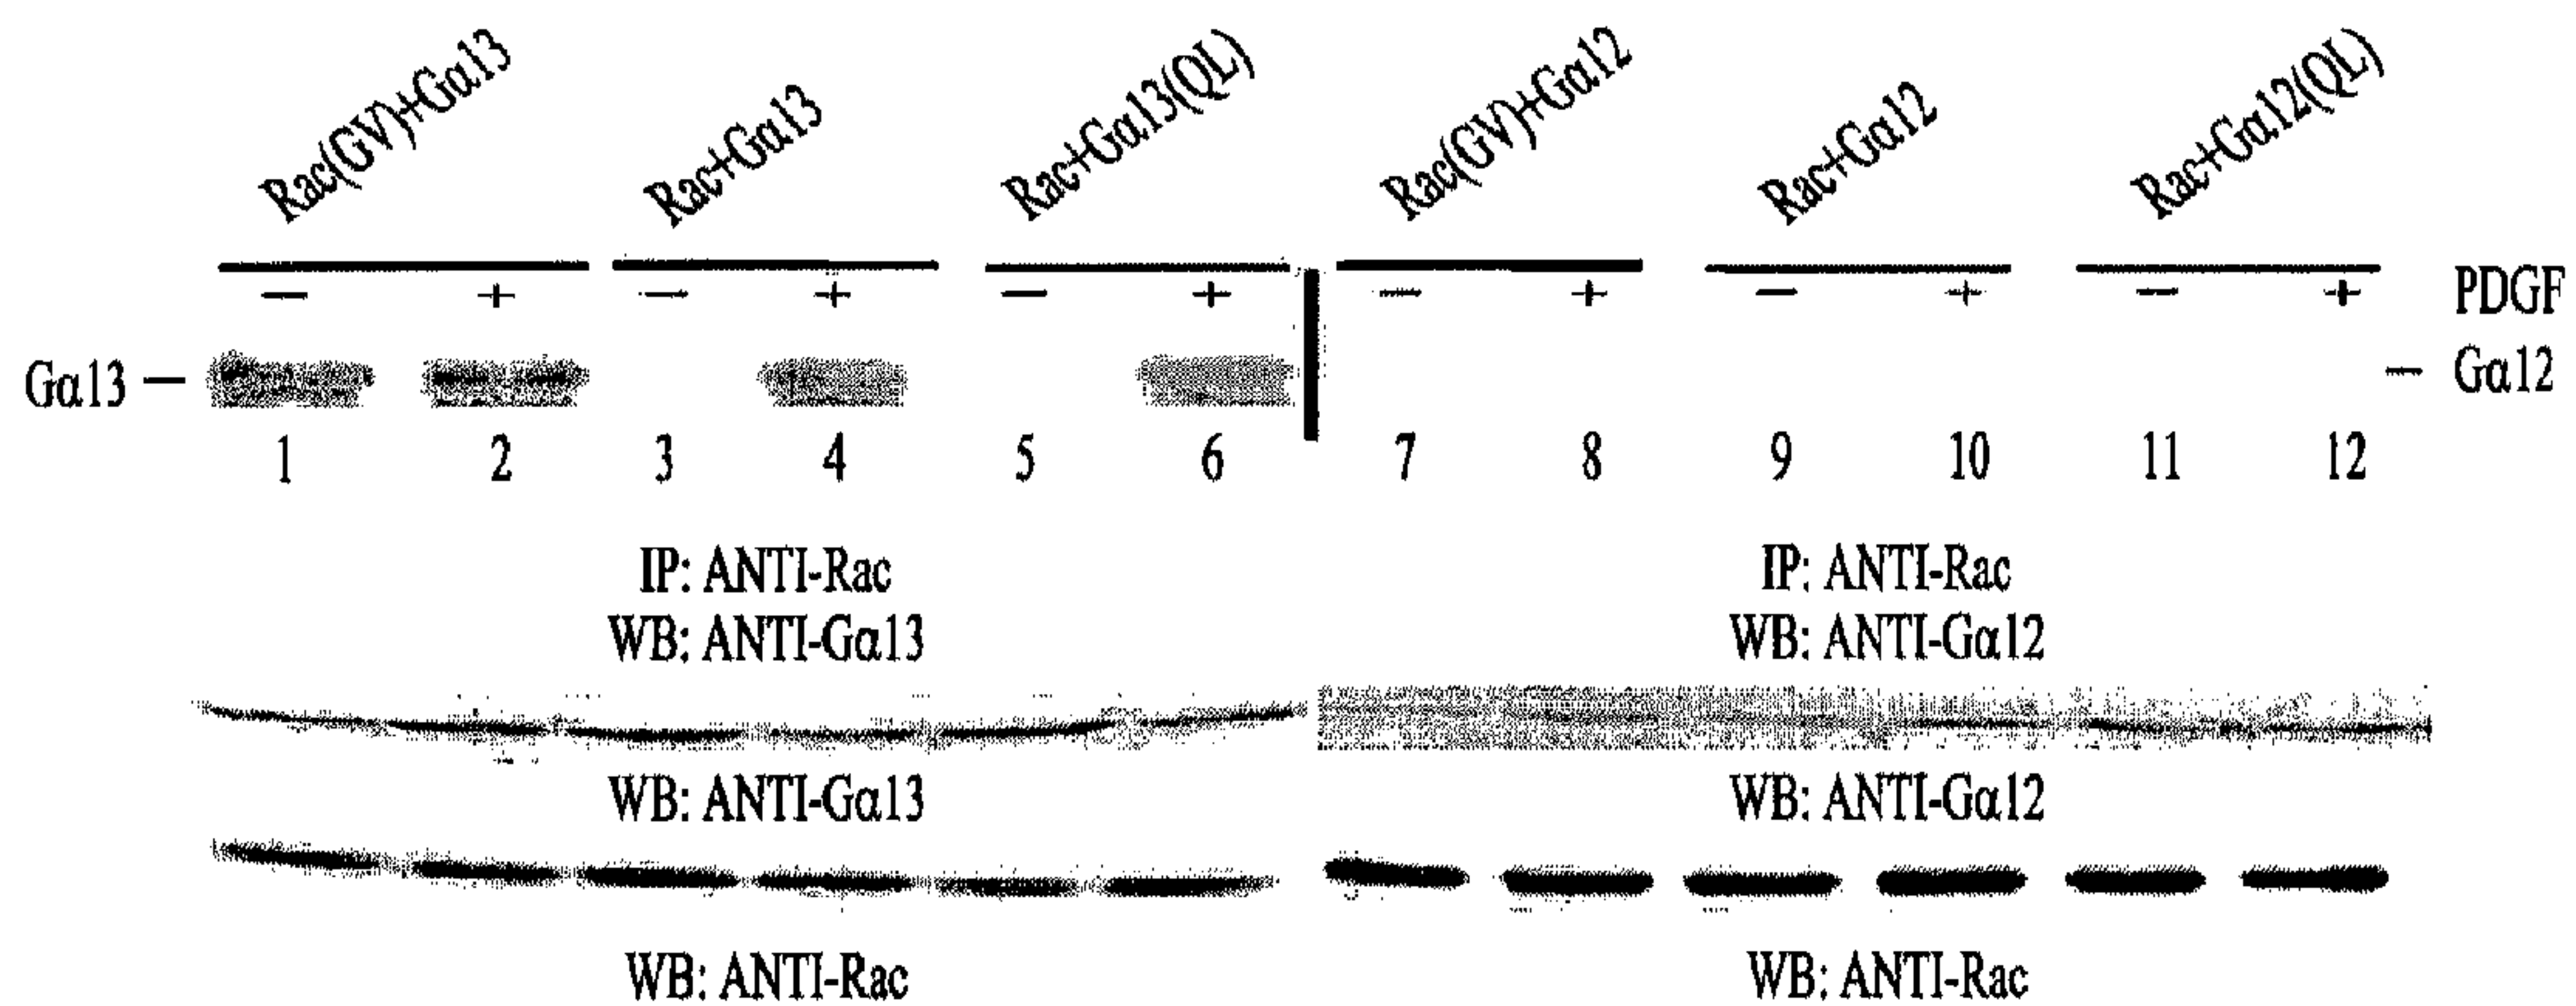 Rac(GV)+Gα13 Rac+Gα13 Rac+Gα13(QL) Rac(GV)+Gα12 Rac+Gα12 Rac+Gα12(QL)
− + − + − + − + − + − + PDGF
Gα13 — — Gα12
1 2 3 4 5 6 7 8 9 10 11 12
IP: ANTI-Rac IP: ANTI-Rac
WB: ANTI-Gα13 WB: ANTI-Gα12
WB: ANTI-Gα13 WB: ANTI-Gα12
WB: ANTI-Rac WB: ANTI-Rac